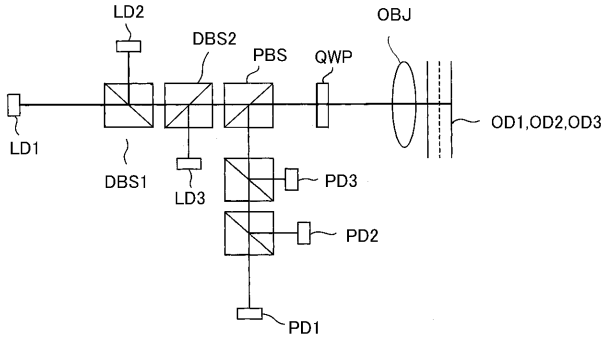 LD2
DBS2
PBS
QWP
OBJ
LD1
DBS1
LD3
OD1,OD2,OD3
PD3
PD2
PD1